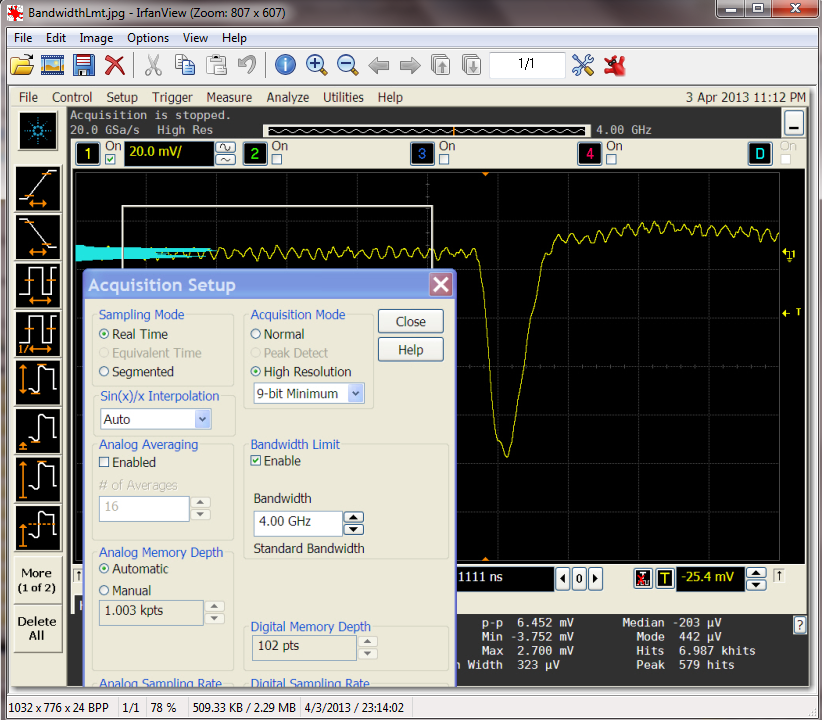 BandwidthLmt.jpg - IrfanView (Zoom: 807 x 607)
File Edit Image Options View Help
1/1
File Control Setup Trigger Measure Analyze Utilities Help 3 Apr 2013 11:12 PM
Acquisition is stopped.
20.0 GSa/s High Res 4.00 GHz
1 On 20.0 mV/ 2 On 3 On 4 On D On
1
T
Acquisition Setup
Sampling Mode
Real Time
Equivalent Time
Segmented
Acquisition Mode
Normal
Peak Detect
High Resolution
9-bit Minimum
Close
Help
Sin(x)/x Interpolation
Auto
Analog Averaging
Enabled
# of Averages
16
Bandwidth Limit
Enable
Bandwidth
4.00 GHz
Standard Bandwidth
Analog Memory Depth
Automatic
Manual
1.003 kpts
Digital Memory Depth
102 pts
Analog Sampling Rate Digital Sampling Rate
1/
More
(1 of 2)
Delete
All
1111 ns 0 T -25.4 mV
p-p 6.452 mV Median -203 µV
Min -3.752 mV Mode 442 µV
Max 2.700 mV Hits 6.987 khits
Width 323 µV Peak 579 hits
?
1032 x 776 x 24 BPP 1/1 78 % 509.33 KB / 2.29 MB 4/3/2013 / 23:14:02